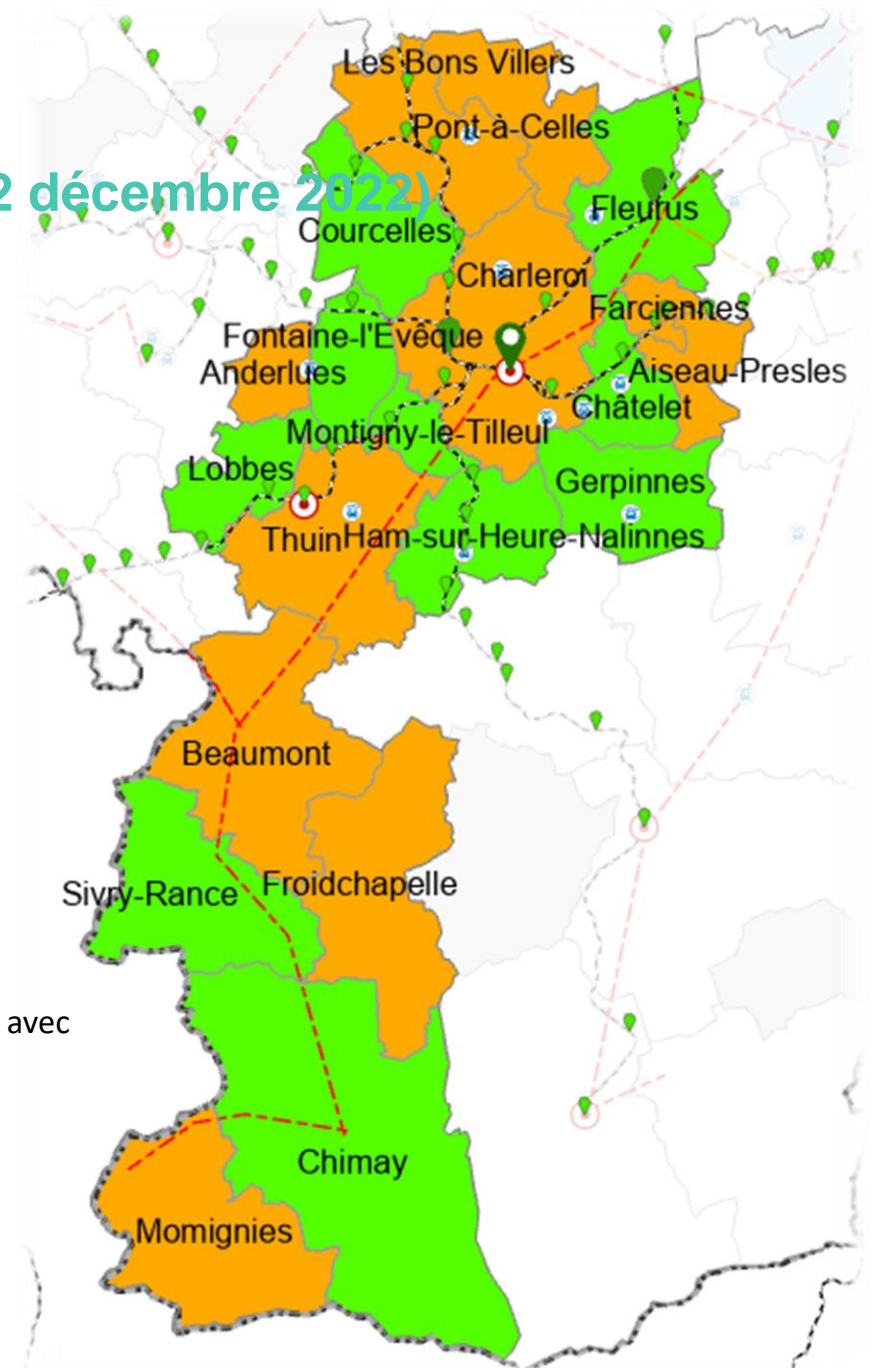 Les Bons Villers
Pont-à-Celles
2 décembre 2022)
Fleurus
Courcelles
Charleroi
Farciennes
Fontaine-l'Evêque
Anderlues
Aiseau-Presles
Châtelet
Montigny-le-Tilleul
Lobbes
Gerpinnes
Thuin
Ham-sur-Heure-Nalinnes
Beaumont
Froidchapelle
Sivry-Rance
avec
Chimay
Momignies